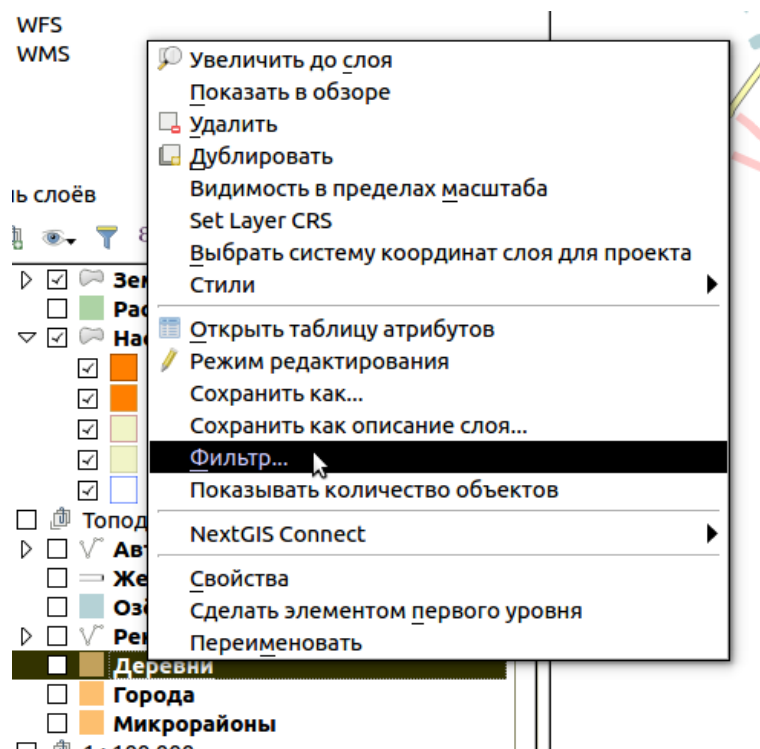 WFS
WMS
Увеличить до слоя
Показать в обзоре
Удалить
Дублировать
Видимость в пределах масштаба
Set Layer CRS
Выбрать систему координат слоя для проекта
Стили
Открыть таблицу атрибутов
Режим редактирования
Сохранить как...
Сохранить как описание слоя...
Фильтр...
Показывать количество объектов
NextGIS Connect
Свойства
Сделать элементом первого уровня
Переименовать
слоёв
Деревни
Города
Микрорайоны